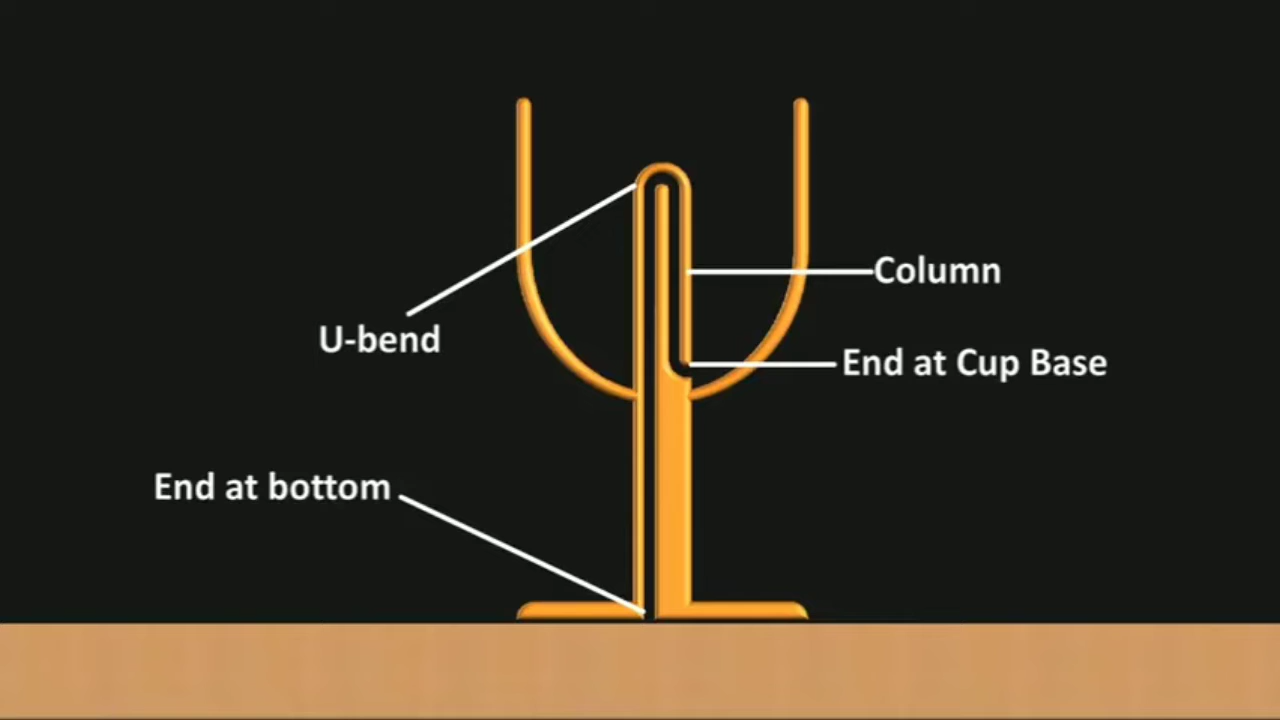 Column
U-bend
End at Cup Base
End at bottom